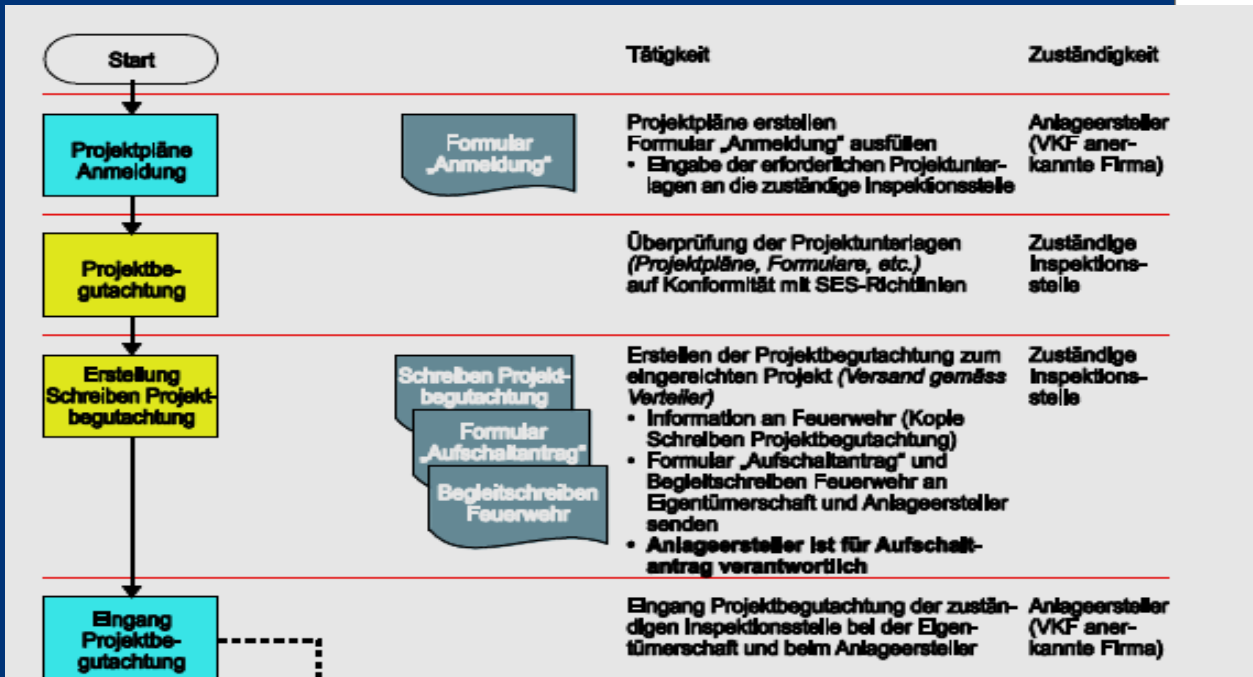 Start
Tätigkeit
Zuständigkeit
Projektpläne
Anmeldung
Formular
„Anmeldung“
Projektpläne erstellen
Formular „Anmeldung“ ausfüllen
• Eingabe der erforderlichen Projektunter-
lagen an die zuständige Inspektionsstelle
Anlageersteller
(VKF aner-
kannte Firma)
Projektbe-
gutachtung
Überprüfung der Projektunterlagen
(Projektpläne, Formulare, etc.)
auf Konformität mit SES-Richtlinien
Zuständige
Inspektions-
stelle
Erstellung
Schreiben Projekt-
begutachtung
Schreiben Projekt-
begutachtung
Formular
„Aufschaltantrag“
Begleitschreiben
Feuerwehr
Erstellen der Projektbegutachtung zum
eingereichten Projekt (Versand gemäss
Verteiler)
• Information an Feuerwehr (Kopie
Schreiben Projektbegutachtung)
• Formular „Aufschaltantrag“ und
Begleitschreiben Feuerwehr an
Eigentümerschaft und Anlageersteller
senden
• Anlageersteller ist für Aufschalt-
antrag verantwortlich
Zuständige
Inspektions-
stelle
Eingang
Projektbe-
gutachtung
Eingang Projektbegutachtung der zustän-
digen Inspektionsstelle bei der Eigen-
tümerschaft und beim Anlageersteller
Anlageersteller
(VKF aner-
kannte Firma)